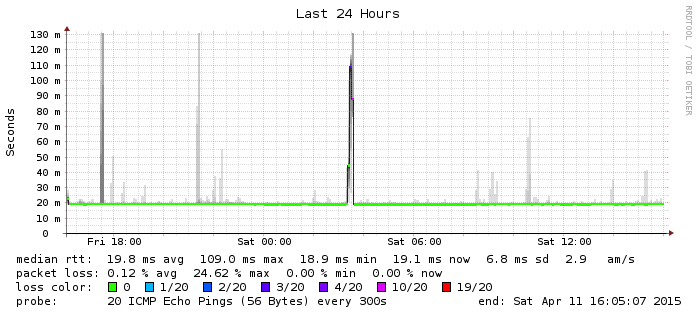 Last 24 Hours
RRDTOOL / TOBI OETIKER
Seconds
130 m
120 m
110 m
100 m
90 m
80 m
70 m
60 m
50 m
40 m
30 m
20 m
10 m
0
Fri 18:00 Sat 00:00 Sat 06:00 Sat 12:00
median rtt: 19.8 ms avg 109.0 ms max 18.9 ms min 19.1 ms now 6.8 ms sd 2.9 am/s
packet loss: 0.12 % avg 24.62 % max 0.00 % min 0.00 % now
loss color: 0 1/20 2/20 3/20 4/20 10/20 19/20
probe: 20 ICMP Echo Pings (56 Bytes) every 300s end: Sat Apr 11 16:05:07 2015